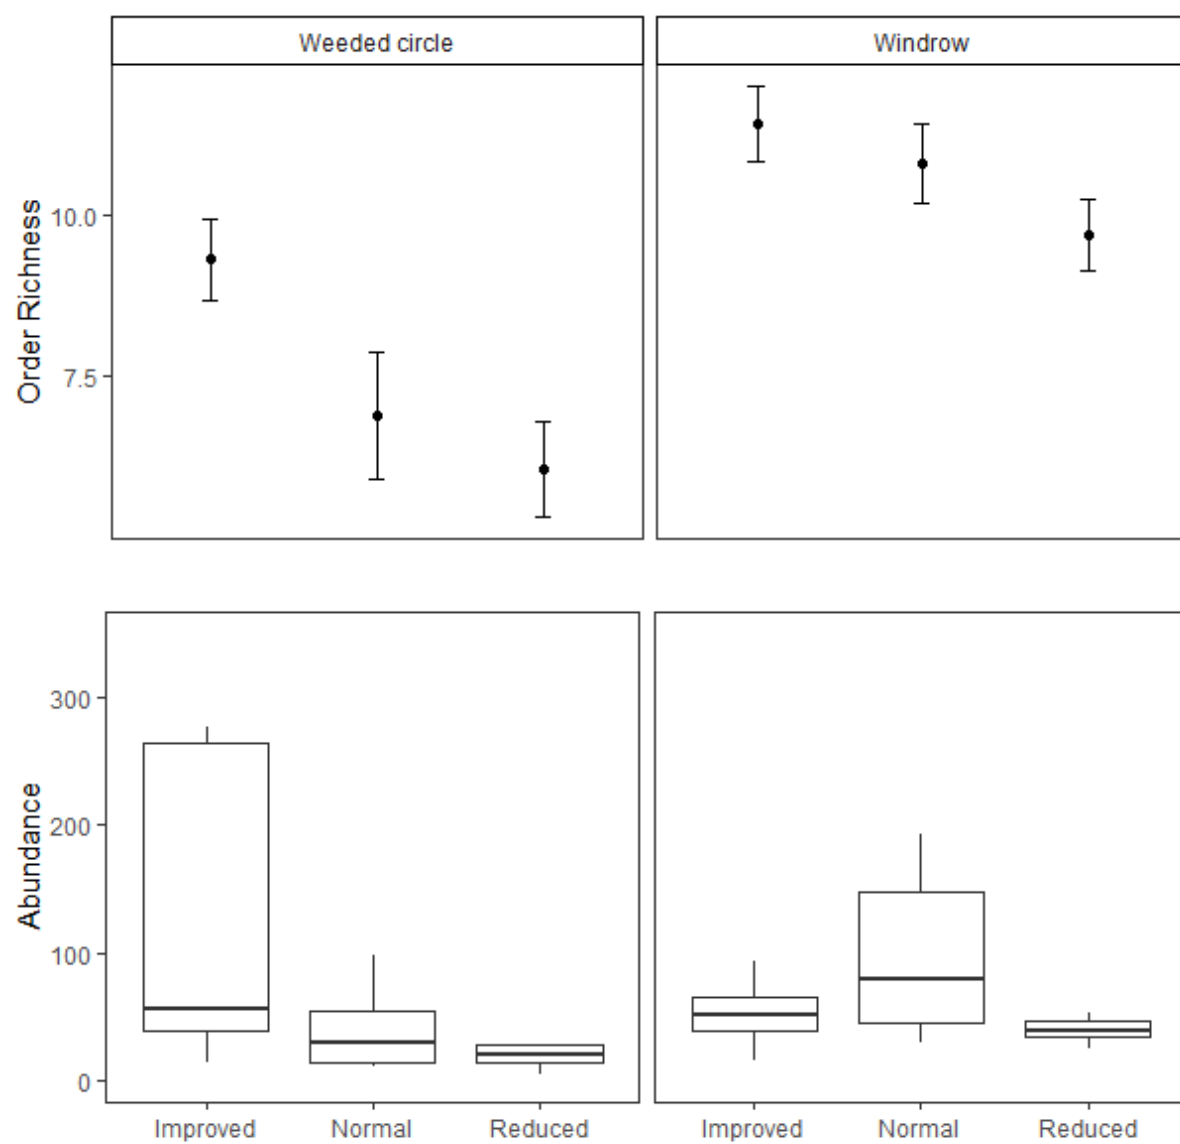 Weeded circle
Windrow
Order Richness
10.0
7.5
Abundance
300
200
100
0
Improved Normal Reduced
Improved Normal Reduced